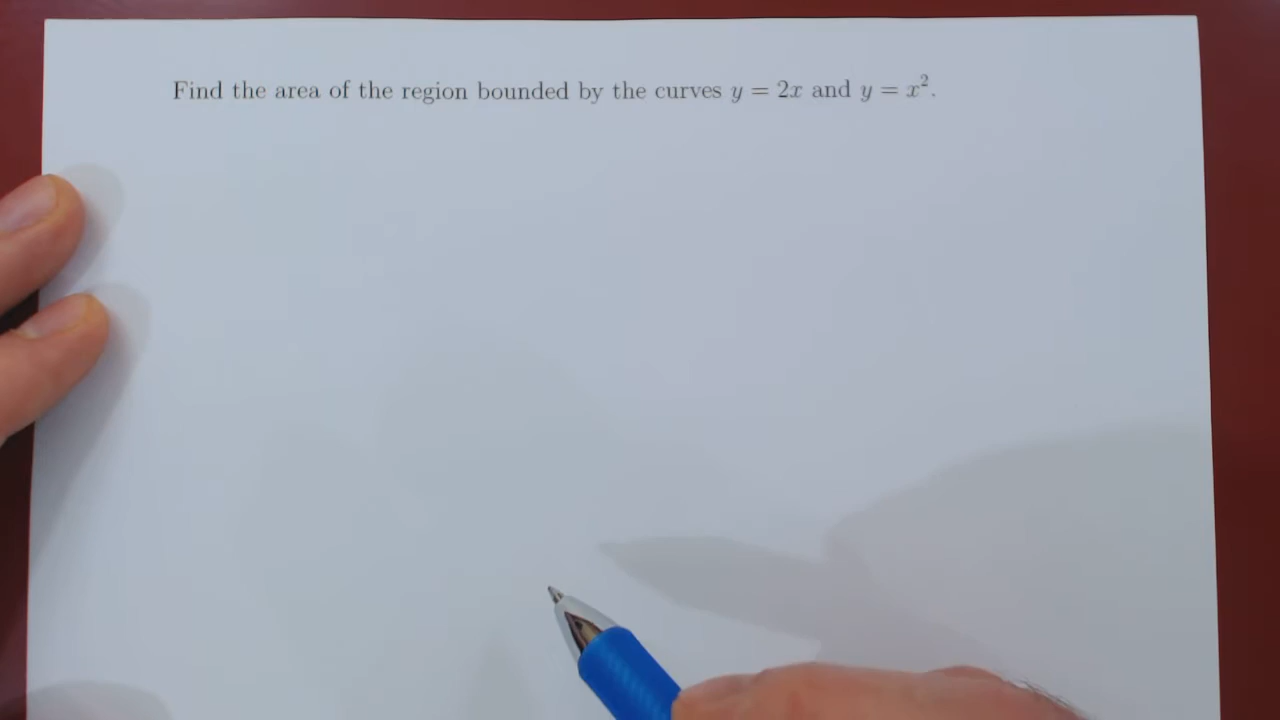 Find the area of the region bounded by the curves y = 2x and y = x².